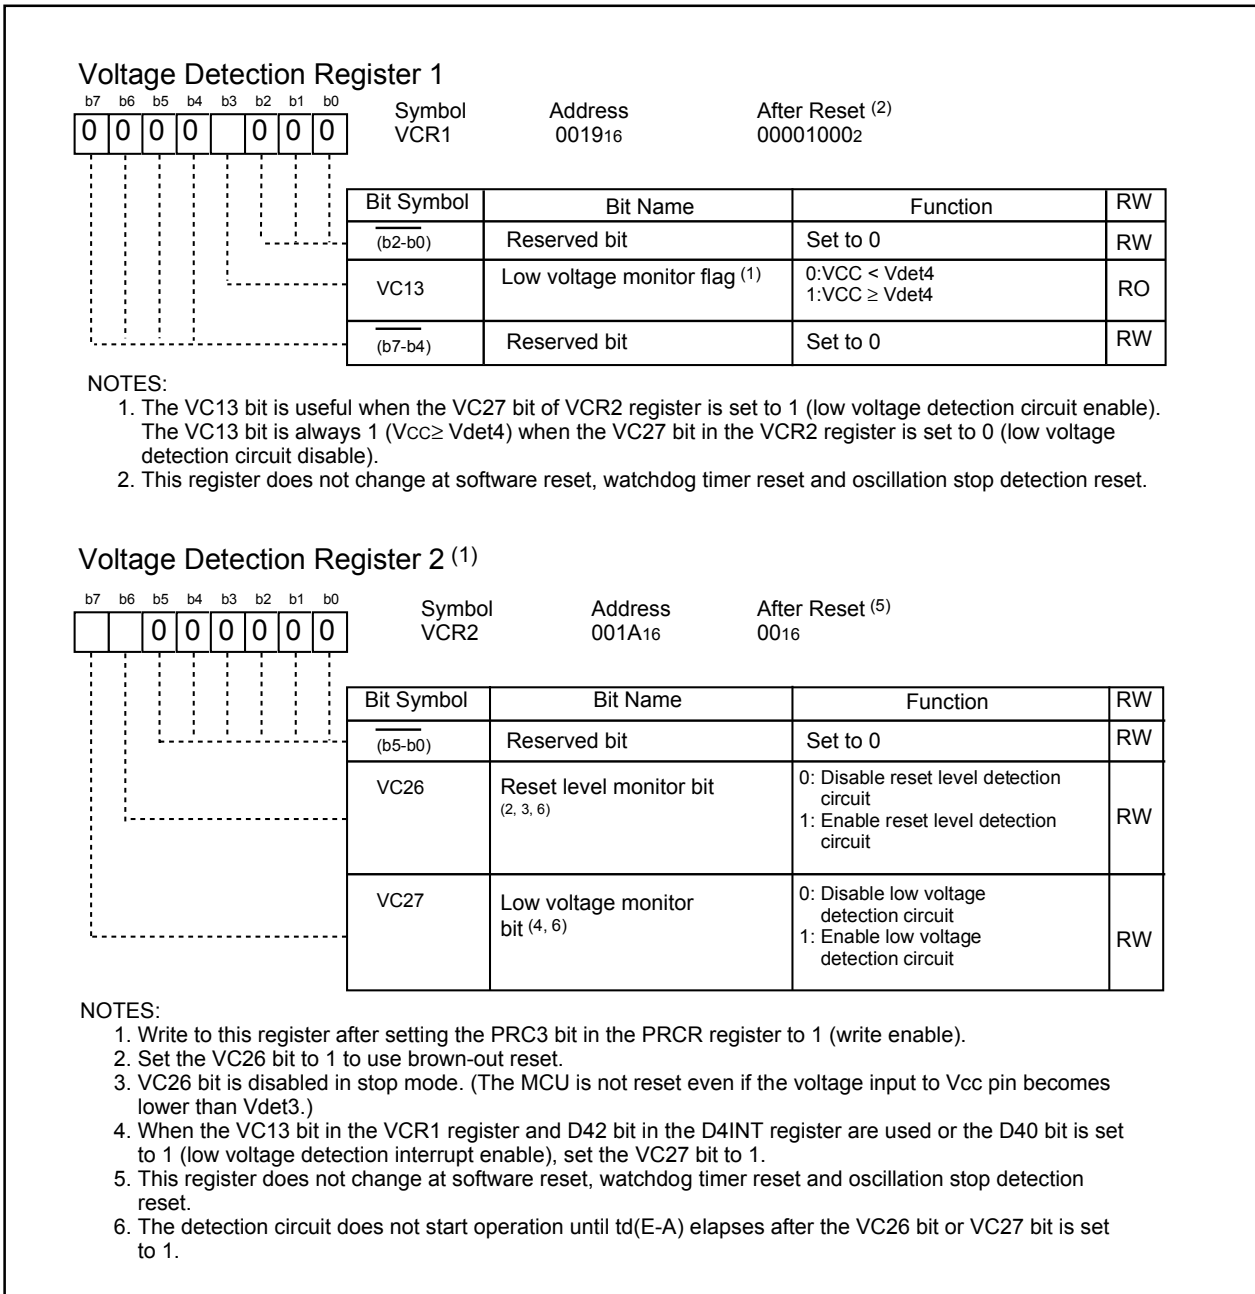 Voltage Detection Register 1
b7 b6 b5 b4 b3 b2 b1 b0
0 0 0 0 0 0 0
Symbol Address After Reset (2)
VCR1 001916 000010002
Bit Symbol Bit Name Function RW
(b2-b0) Reserved bit Set to 0 RW
VC13 Low voltage monitor flag (1) 0:VCC < Vdet4
1:VCC ≥ Vdet4 RO
(b7-b4) Reserved bit Set to 0 RW
NOTES:
1. The VC13 bit is useful when the VC27 bit of VCR2 register is set to 1 (low voltage detection circuit enable).
The VC13 bit is always 1 (VCC≥ Vdet4) when the VC27 bit in the VCR2 register is set to 0 (low voltage
detection circuit disable).
2. This register does not change at software reset, watchdog timer reset and oscillation stop detection reset.
Voltage Detection Register 2 (1)
b7 b6 b5 b4 b3 b2 b1 b0
0 0 0 0 0 0
Symbol Address After Reset (5)
VCR2 001A16 0016
Bit Symbol Bit Name Function RW
(b5-b0) Reserved bit Set to 0 RW
VC26 Reset level monitor bit
(2, 3, 6)
0: Disable reset level detection
circuit
1: Enable reset level detection
circuit
RW
VC27 Low voltage monitor
bit (4, 6)
0: Disable low voltage
detection circuit
1: Enable low voltage
detection circuit
RW
NOTES:
1. Write to this register after setting the PRC3 bit in the PRCR register to 1 (write enable).
2. Set the VC26 bit to 1 to use brown-out reset.
3. VC26 bit is disabled in stop mode. (The MCU is not reset even if the voltage input to Vcc pin becomes
lower than Vdet3.)
4. When the VC13 bit in the VCR1 register and D42 bit in the D4INT register are used or the D40 bit is set
to 1 (low voltage detection interrupt enable), set the VC27 bit to 1.
5. This register does not change at software reset, watchdog timer reset and oscillation stop detection
reset.
6. The detection circuit does not start operation until td(E-A) elapses after the VC26 bit or VC27 bit is set
to 1.